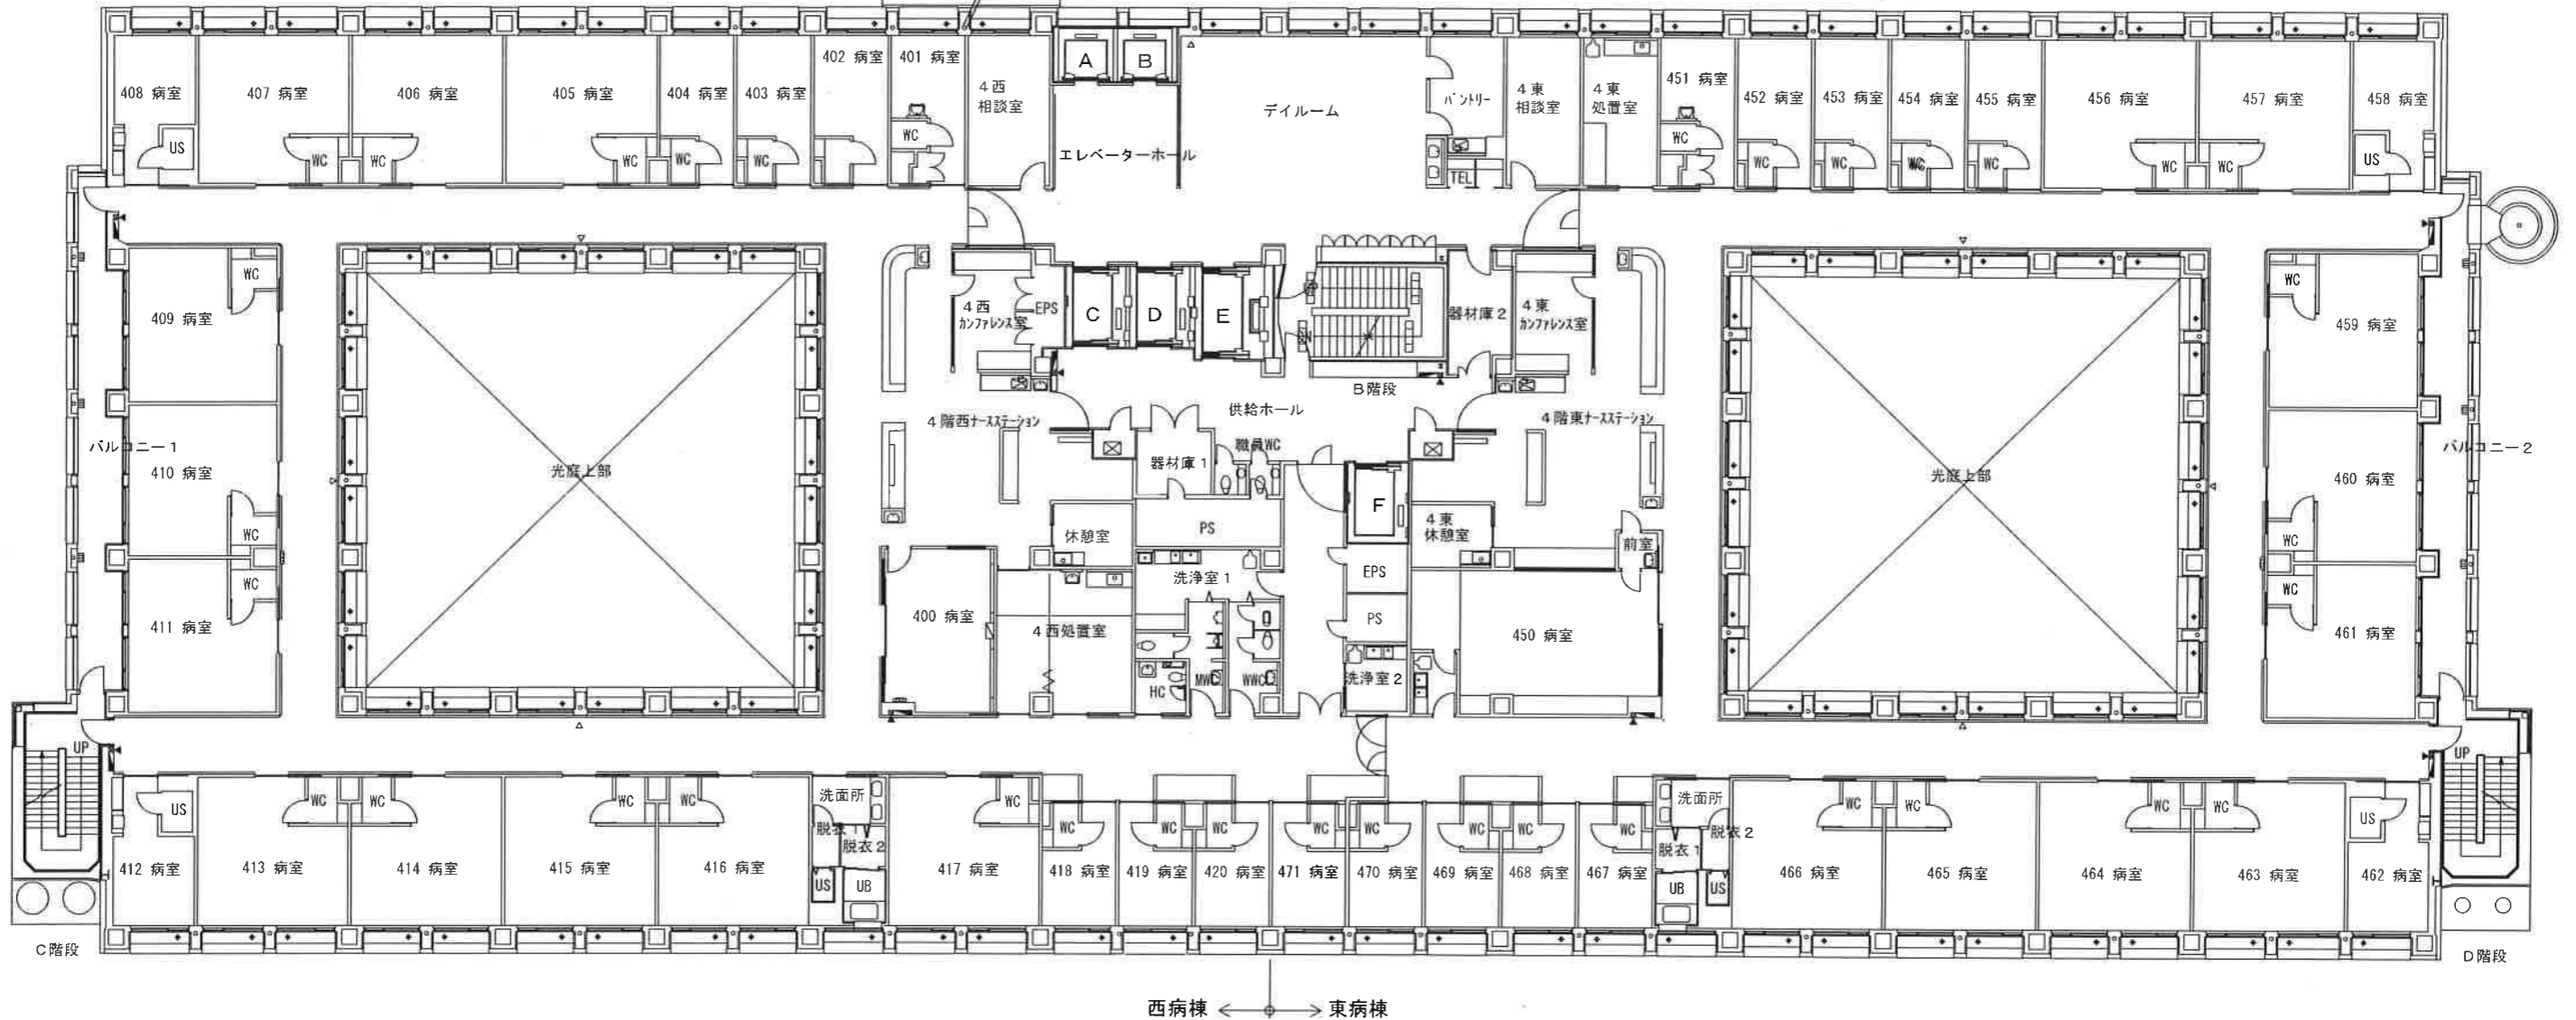 408 病室
407 病室
406 病室
405 病室
404 病室
403 病室
402 病室
401 病室
4西
相談室
A
B
エレベーターホール
デイルーム
パントリー
TEL
4東
相談室
4東
処置室
451 病室
452 病室
453 病室
454 病室
455 病室
456 病室
457 病室
458 病室
US
WC
WC
WC
WC
WC
WC
WC
WC
WC
WC
WC
WC
WC
US
409 病室
WC
410 病室
WC
411 病室
WC
バルコニー1
光庭上部
4西
カンファレンス室
EPS
C
D
E
B階段
器材庫2
4東
カンファレンス室
供給ホール
4階西ナースステーション
4階東ナースステーション
器材庫1
職員WC
F
PS
休憩室
4東
休憩室
前室
洗浄室1
EPS
PS
400 病室
4西処置室
450 病室
HC
MWC
WWC
洗浄室2
光庭上部
WC
459 病室
460 病室
WC
WC
461 病室
バルコニー2
UP
UP
US
WC
WC
WC
WC
洗面所
脱衣1
脱衣2
US
UB
WC
WC
WC
WC
WC
WC
WC
WC
WC
洗面所
脱衣2
脱衣1
UB
US
WC
WC
WC
WC
US
412 病室
413 病室
414 病室
415 病室
416 病室
417 病室
418 病室
419 病室
420 病室
471 病室
470 病室
469 病室
468 病室
467 病室
466 病室
465 病室
464 病室
463 病室
462 病室
C階段
D階段
西病棟
東病棟